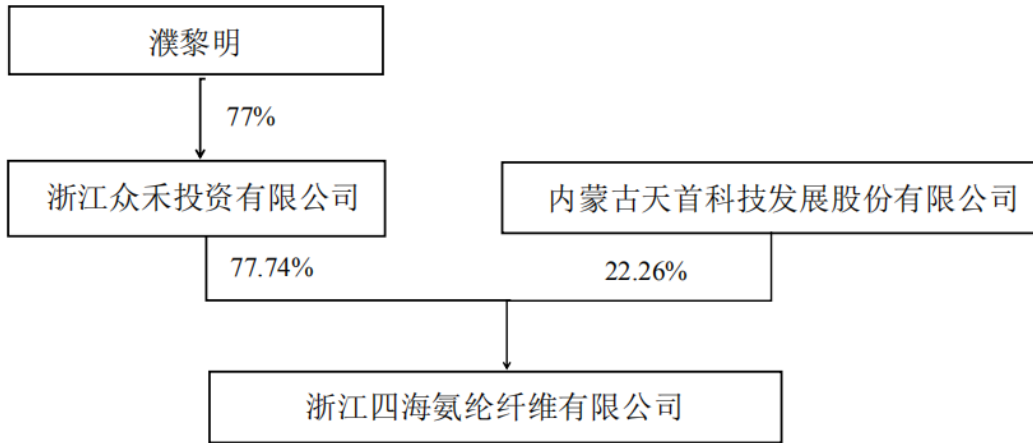 濮黎明
77%
浙江众禾投资有限公司
内蒙古天首科技发展股份有限公司
77.74%
22.26%
浙江四海氨纶纤维有限公司